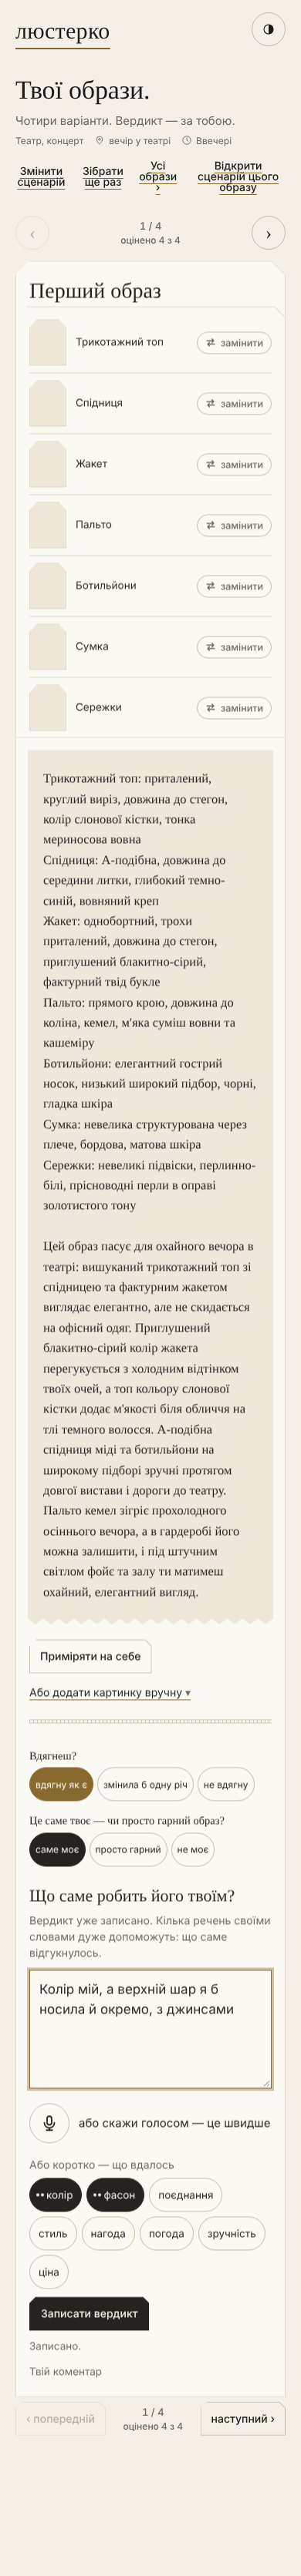 люстерко
Твої образи.
Чотири варіанти. Вердикт — за тобою.
Театр, концерт вечір у театрі Ввечері
Змінити сценарій
Зібрати ще раз
Усі образи ›
Відкрити сценарій цього образу
‹
1 / 4
оцінено 4 з 4
›
Перший образ
Трикотажний топ ⇄ замінити
Спідниця ⇄ замінити
Жакет ⇄ замінити
Пальто ⇄ замінити
Ботильйони ⇄ замінити
Сумка ⇄ замінити
Сережки ⇄ замінити
Трикотажний топ: приталений,
круглий виріз, довжина до стегон,
колір слонової кістки, тонка
мериносова вовна
Спідниця: А-подібна, довжина до
середини литки, глибокий темно-
синій, вовняний креп
Жакет: однобортний, трохи
приталений, довжина до стегон,
приглушений блакитно-сірий,
фактурний твід букле
Пальто: прямого крою, довжина до
коліна, кемел, м'яка суміш вовни та
кашеміру
Ботильйони: елегантний гострий
носок, низький широкий підбор, чорні,
гладка шкіра
Сумка: невелика структурована через
плече, бордова, матова шкіра
Сережки: невеликі підвіски, перлинно-
білі, прісноводні перли в оправі
золотистого тону
Цей образ пасує для охайного вечора в
театрі: вишуканий трикотажний топ зі
спідницею та фактурним жакетом
виглядає елегантно, але не скидається
на офісний одяг. Приглушений
блакитно-сірий колір жакета
перегукується з холодним відтінком
твоїх очей, а топ кольору слонової
кістки додає м'якості біля обличчя на
тлі темного волосся. А-подібна
спідниця міді та ботильйони на
широкому підборі зручні протягом
довгої вистави і дороги до театру.
Пальто кемел зігріє прохолодного
осіннього вечора, а в гардеробі його
можна залишити, і під штучним
світлом фойє та залу ти матимеш
охайний, елегантний вигляд.
Приміряти на себе
Або додати картинку вручну ▾
Вдягнеш?
вдягну як є змінила б одну річ не вдягну
Це саме твоє — чи просто гарний образ?
саме моє просто гарний не моє
Що саме робить його твоїм?
Вердикт уже записано. Кілька речень своїми
словами дуже допоможуть: що саме
відгукнулось.
Колір мій, а верхній шар я б
носила й окремо, з джинсами
або скажи голосом — це швидше
Або коротко — що вдалось
•• колір •• фасон поєднання
стиль нагода погода зручність
ціна
Записати вердикт
Записано.
Твій коментар
‹ попередній
1 / 4
оцінено 4 з 4
наступний ›